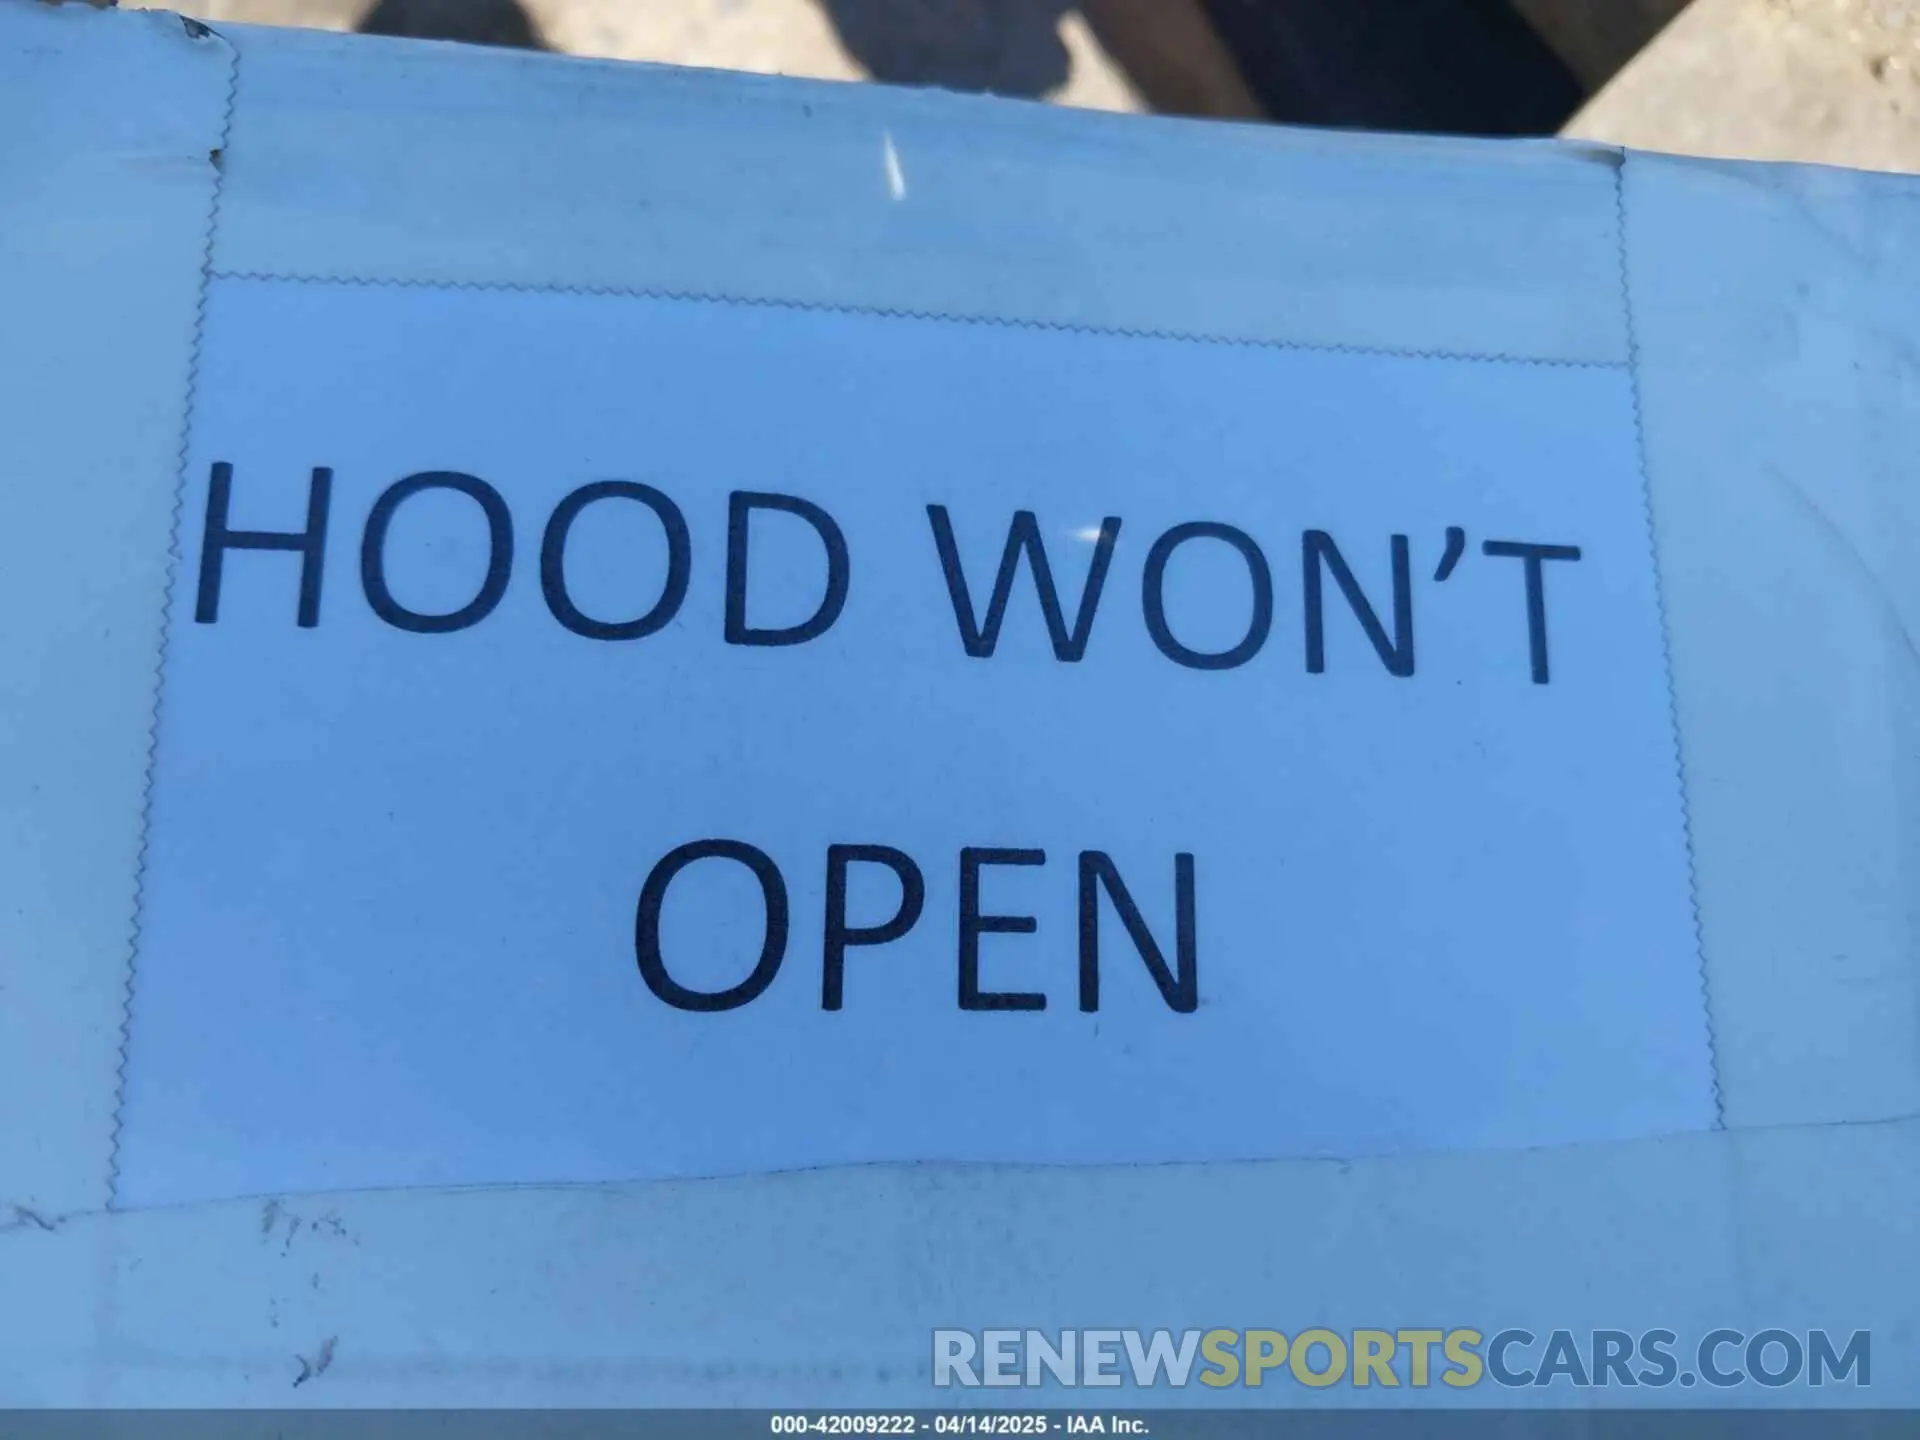 HOOD WON'T
OPEN
RENEWSPORTSCARS.COM
000-42009222 - 04/14/2025 - IAA Inc.